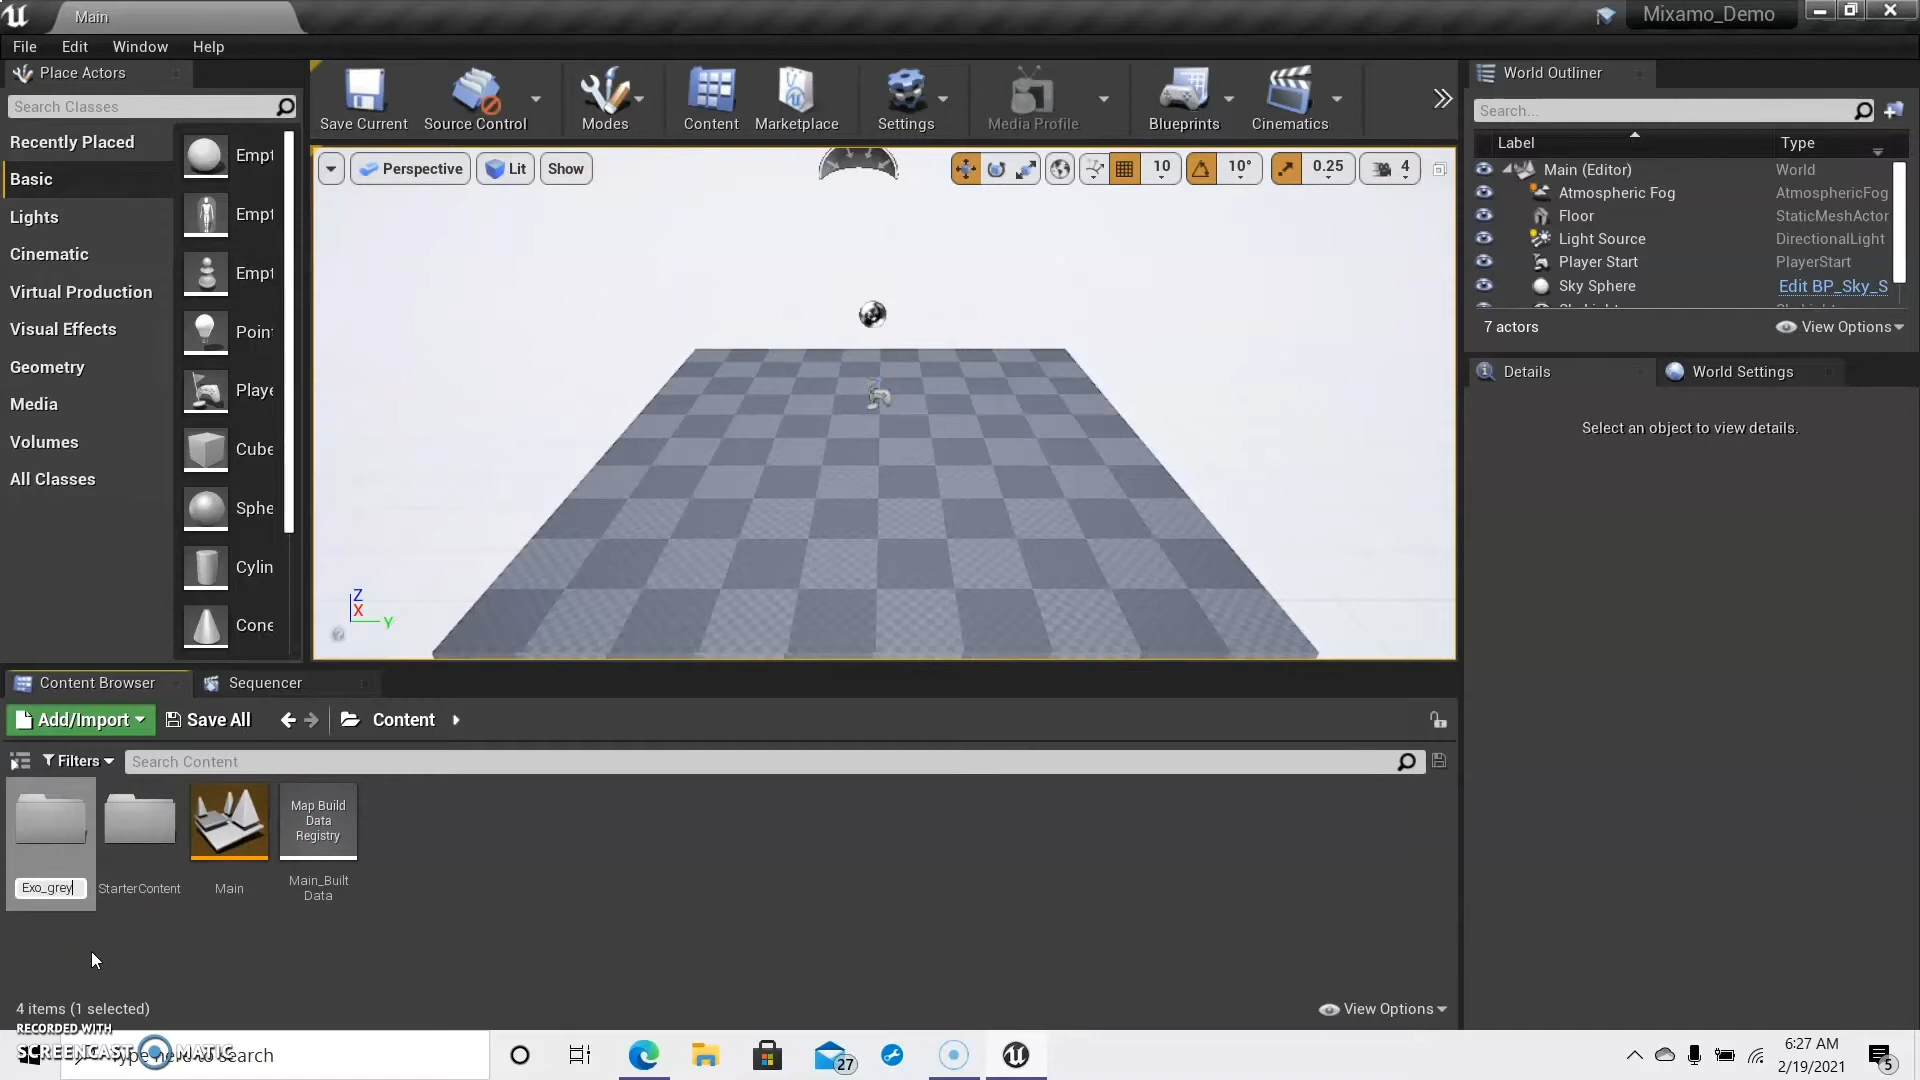 Main
Mixamo_Demo
File Edit Window Help
Place Actors
Search Classes
Recently Placed
Basic
Lights
Cinematic
Virtual Production
Visual Effects
Geometry
Media
Volumes
All Classes
Empt
Empt
Empt
Poin
Playe
Cube
Sphe
Cylin
Cone
Save Current
Source Control
Modes
Content
Marketplace
Settings
Media Profile
Blueprints
Cinematics
Perspective
Lit
Show
10
10°
0.25
4
Z
X
Y
World Outliner
Search...
Label Type
Main (Editor) World
Atmospheric Fog AtmosphericFog
Floor StaticMeshActor
Light Source DirectionalLight
Player Start PlayerStart
Sky Sphere Edit BP_Sky_S
7 actors
View Options
Details
World Settings
Select an object to view details.
Content Browser
Sequencer
Add/Import
Save All
Content
Filters
Search Content
Exo_grey
StarterContent
Main
Map Build
Data
Registry
Main_Built
Data
4 items (1 selected)
View Options
RECORDED WITH
SCREENCAST MATIC
Type here to search
27
6:27 AM
2/19/2021
5